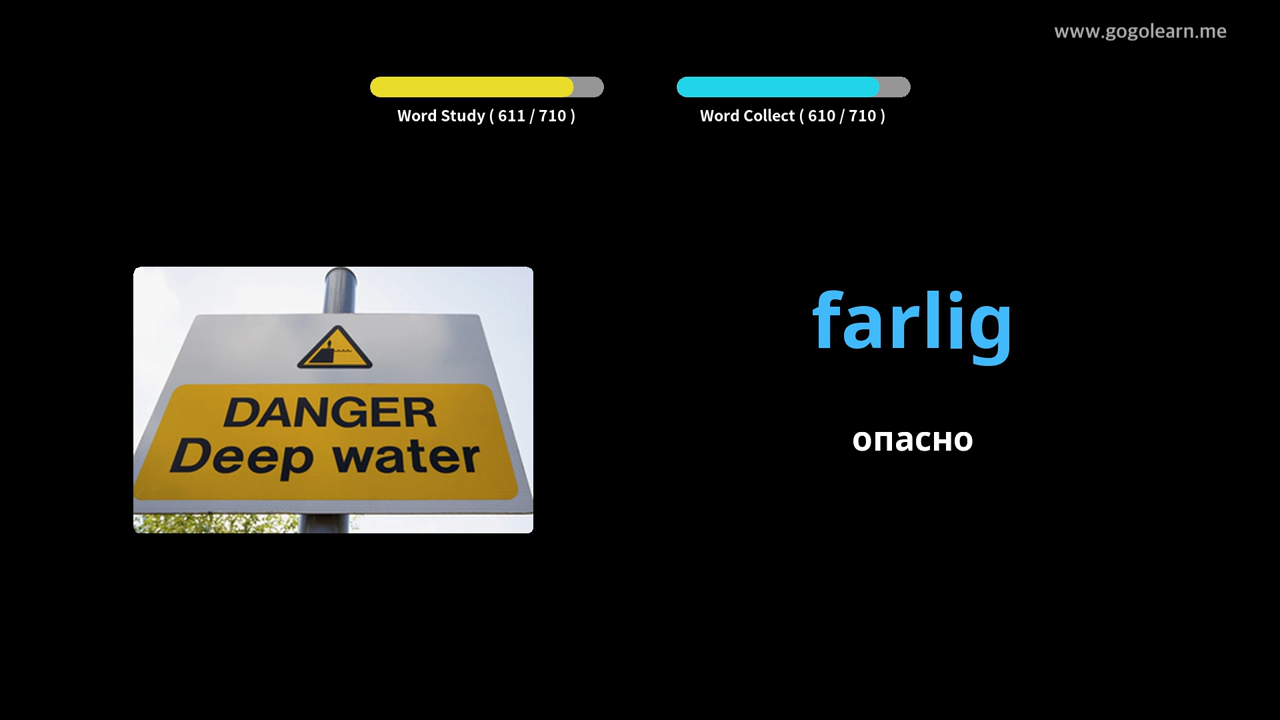 www.gogolearn.me
Word Study ( 611 / 710 )
Word Collect ( 610 / 710 )
DANGER
Deep water
farlig
опасно